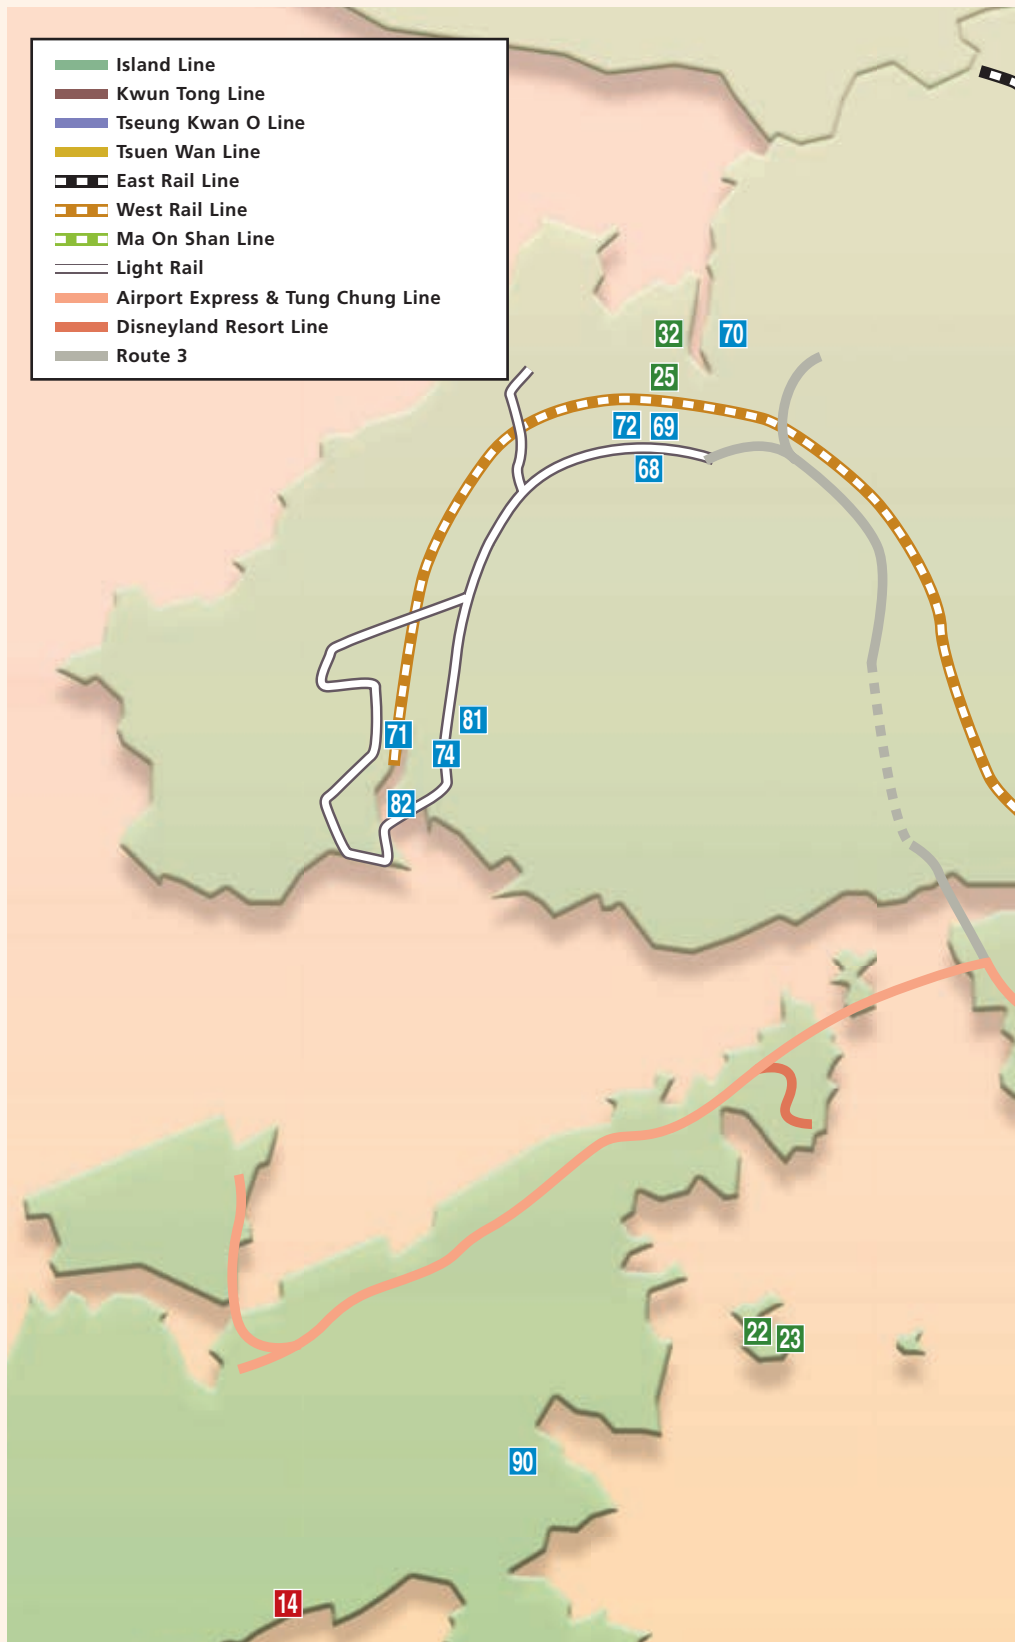 Island Line
Kwun Tong Line
Tseung Kwan O Line
Tsuen Wan Line
East Rail Line
West Rail Line
Ma On Shan Line
Light Rail
Airport Express & Tung Chung Line
Disneyland Resort Line
Route 3
32 70
25
72 69
68
81
71
74
82
22 23
90
14